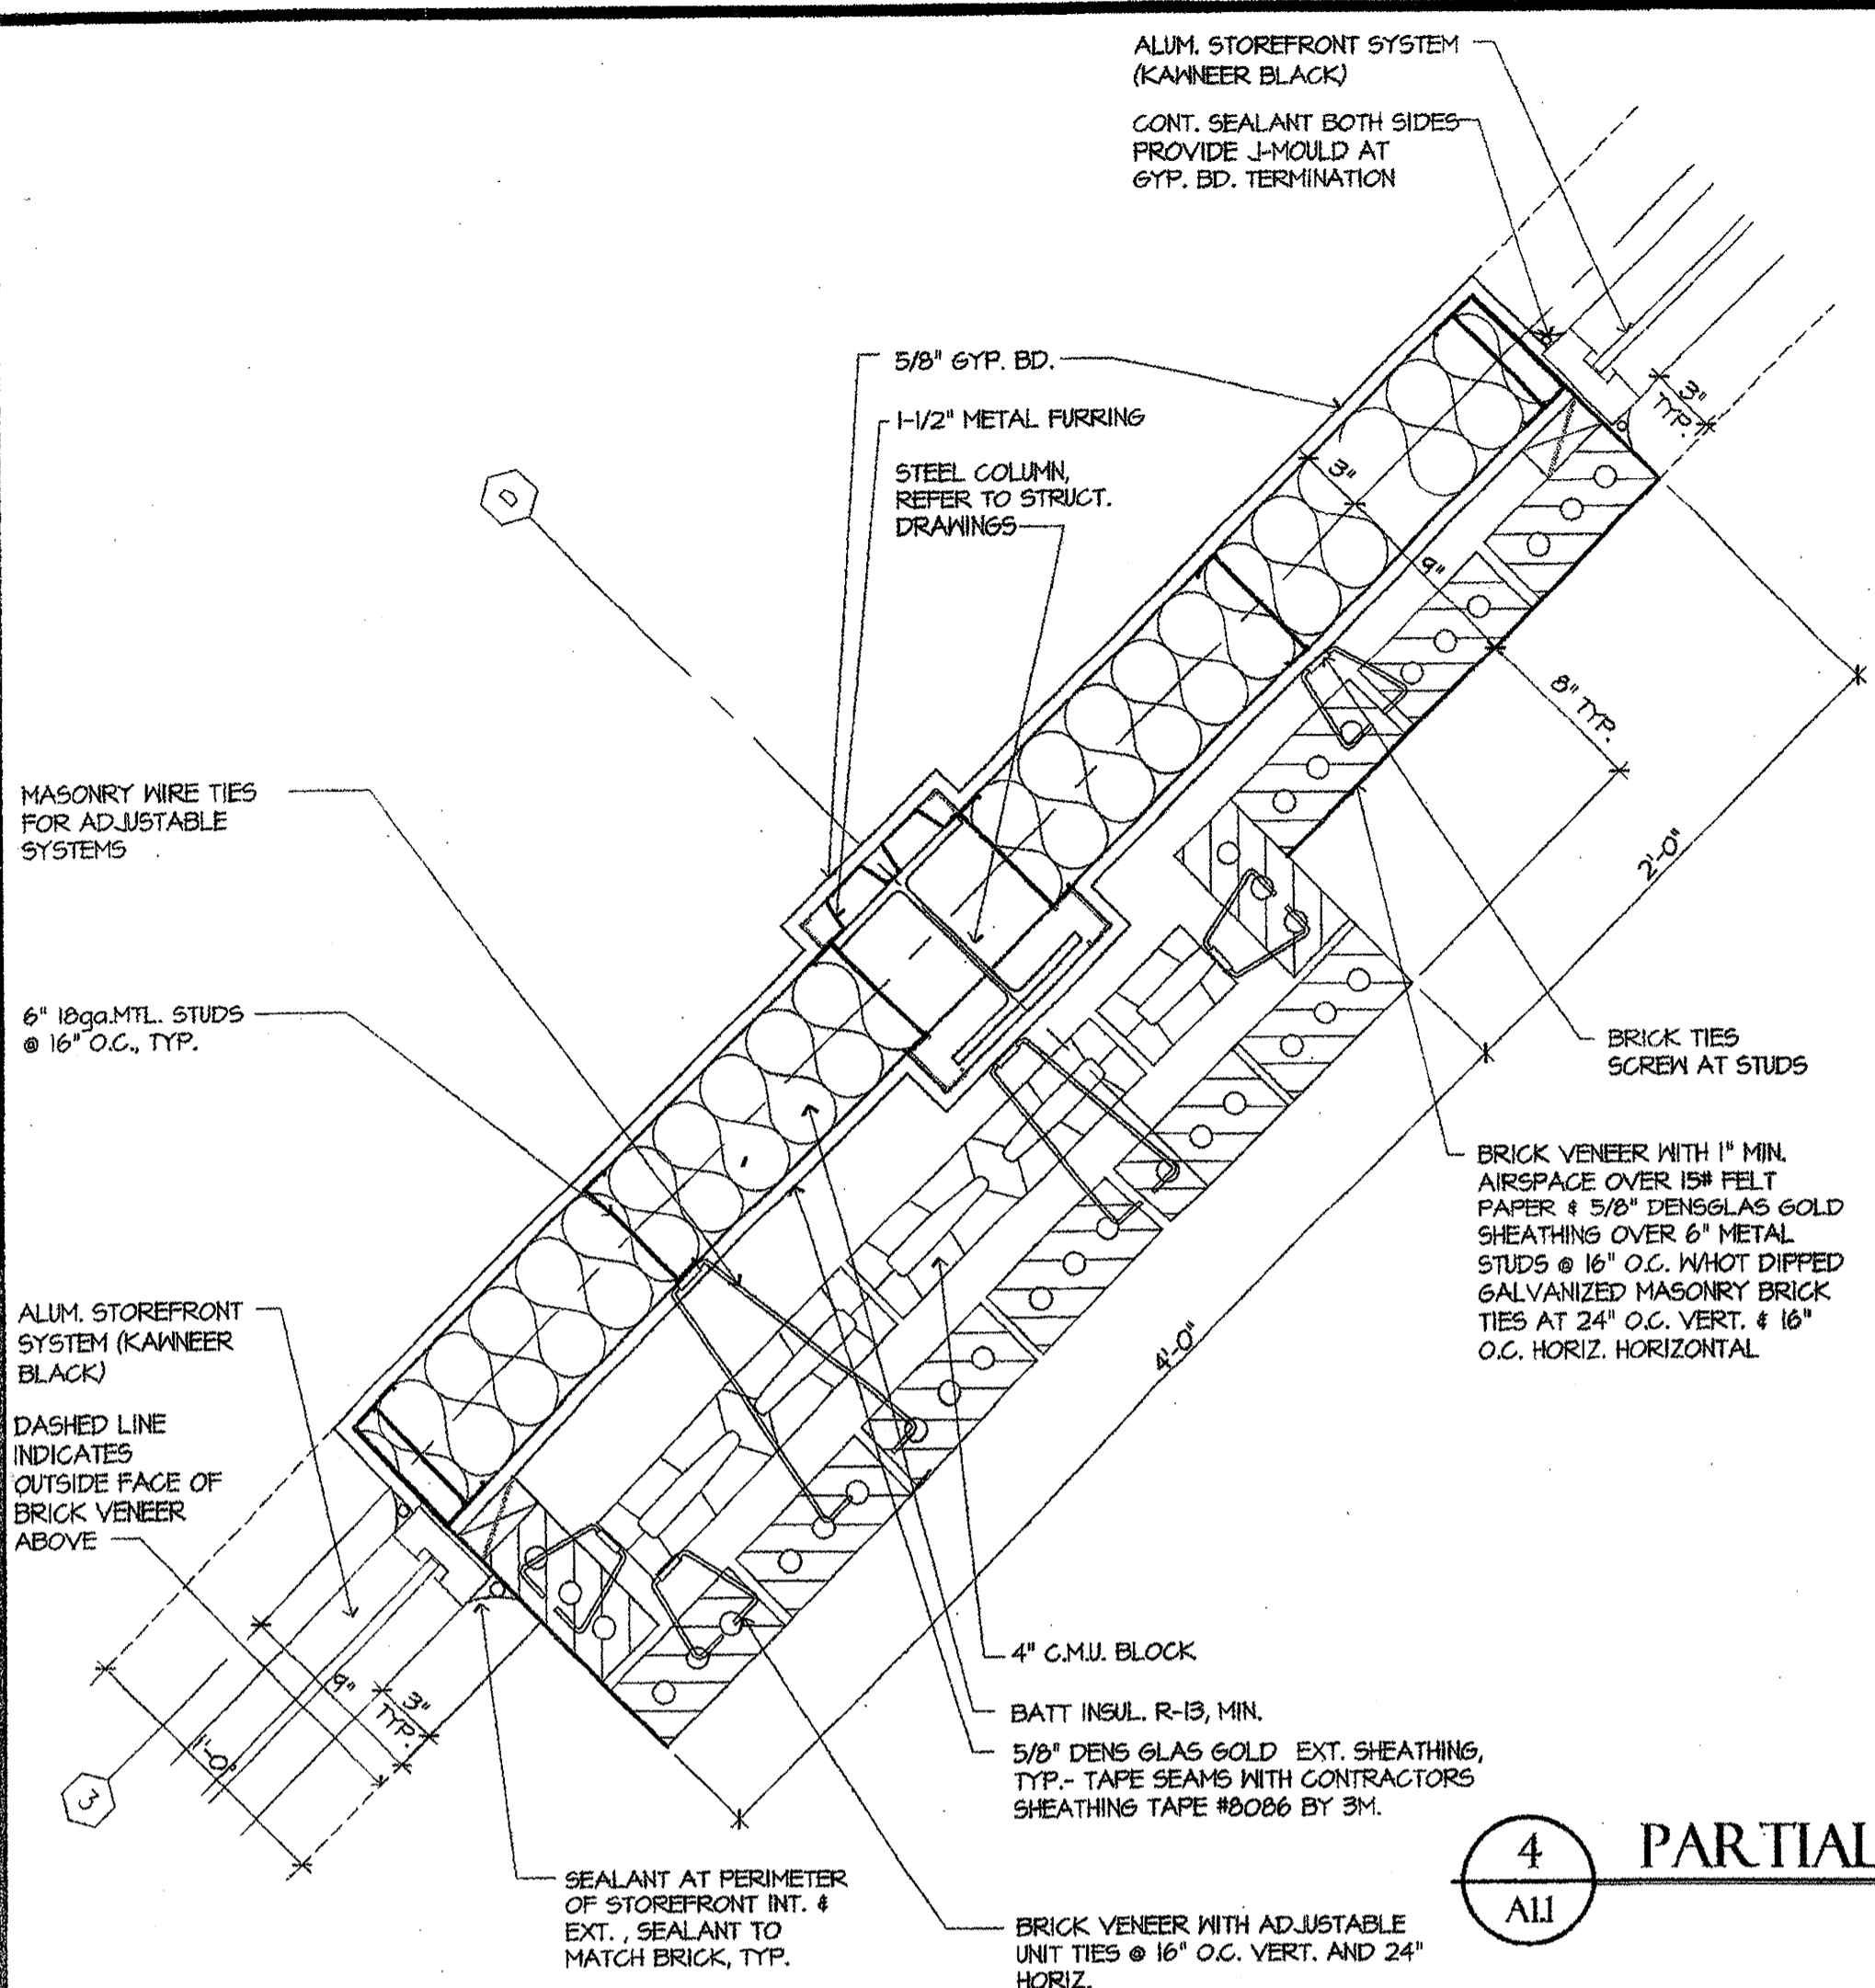 ALUM. STOREFRONT SYSTEM
(KAWNEER BLACK)
CONT. SEALANT BOTH SIDES
PROVIDE J-MOULD AT
GYP. BD. TERMINATION
5/8" GYP. BD.
1-1/2" METAL FURRING
STEEL COLUMN,
REFER TO STRUCT.
DRAWINGS
3"
TYP.
3"
9"
8" TYP.
2'-0"
D
MASONRY WIRE TIES
FOR ADJUSTABLE
SYSTEMS
6" 18ga.MTL. STUDS
@ 16" O.C., TYP.
BRICK TIES
SCREW AT STUDS
BRICK VENEER WITH 1" MIN.
AIRSPACE OVER 15# FELT
PAPER & 5/8" DENSGLAS GOLD
SHEATHING OVER 6" METAL
STUDS @ 16" O.C. W/HOT DIPPED
GALVANIZED MASONRY BRICK
TIES AT 24" O.C. VERT. & 16"
O.C. HORIZ. HORIZONTAL
4'-0"
ALUM. STOREFRONT
SYSTEM (KAWNEER
BLACK)
DASHED LINE
INDICATES
OUTSIDE FACE OF
BRICK VENEER
ABOVE
9"
3"
TYP.
1'-0"
3
4" C.M.U. BLOCK
BATT INSUL. R-13, MIN.
5/8" DENS GLAS GOLD EXT. SHEATHING,
TYP.- TAPE SEAMS WITH CONTRACTORS
SHEATHING TAPE #8086 BY 3M.
SEALANT AT PERIMETER
OF STOREFRONT INT. &
EXT. , SEALANT TO
MATCH BRICK, TYP.
BRICK VENEER WITH ADJUSTABLE
UNIT TIES @ 16" O.C. VERT. AND 24"
HORIZ.
4
A1.1
PARTIAL